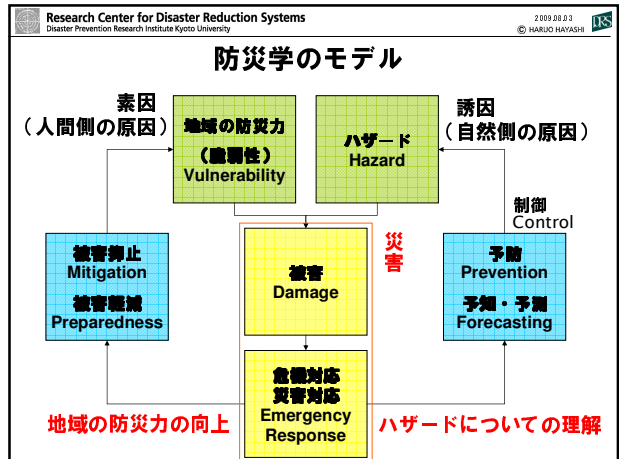 Research Center for Disaster Reduction Systems
Disaster Prevention Research Institute Kyoto University
2009.08.03
© HARUO HAYASHI
DRS
防災学のモデル
素因
（人間側の原因）
地域の防災力
（脆弱性）
Vulnerability
ハザード
Hazard
誘因
（自然側の原因）
制御
Control
被害抑止
Mitigation
被害軽減
Preparedness
被害
Damage
災害
予防
Prevention
予知・予測
Forecasting
危機対応
災害対応
Emergency
Response
地域の防災力の向上
ハザードについての理解